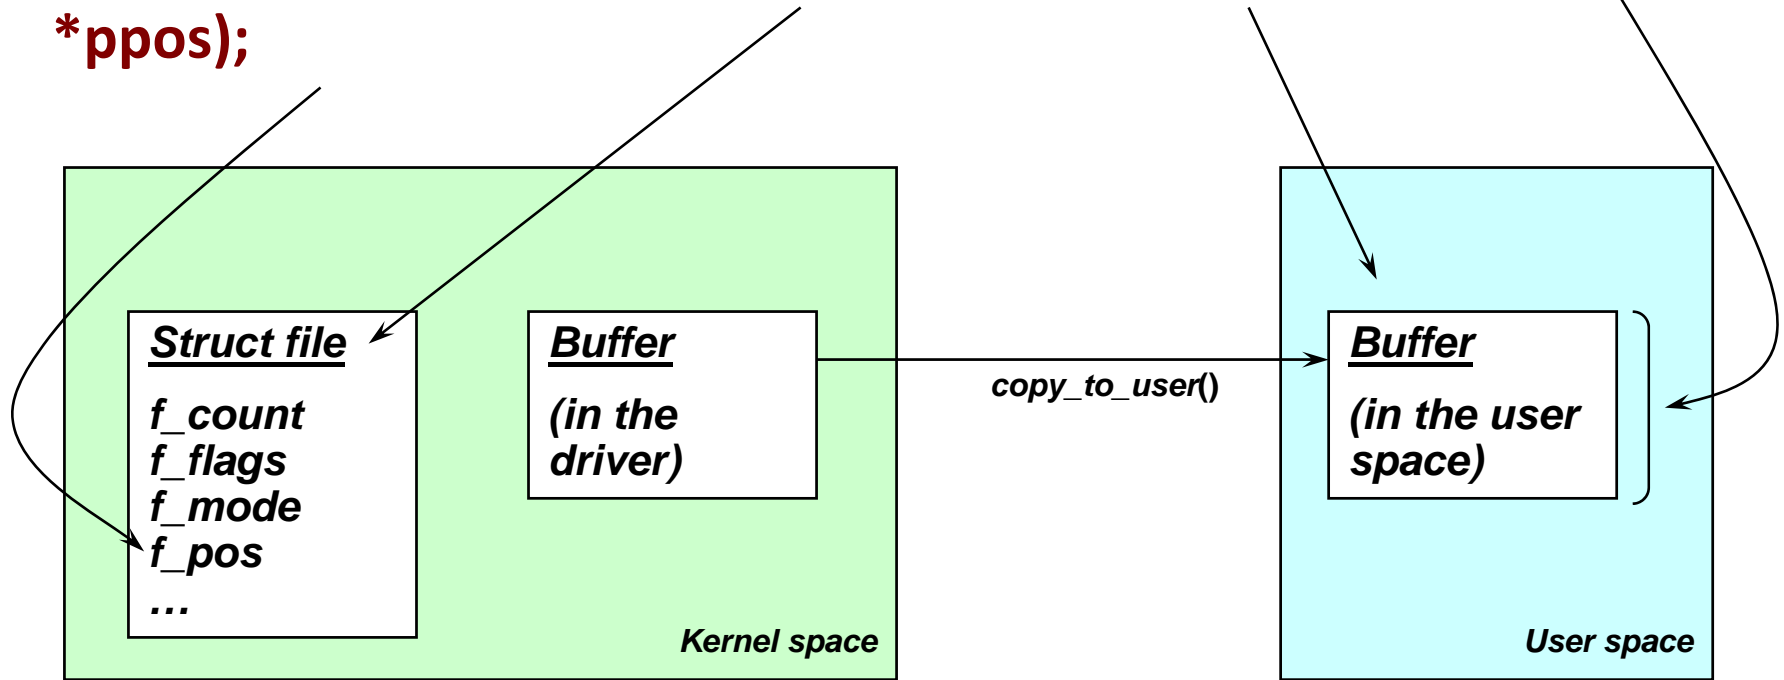 *ppos);
Struct file
f_count
f_flags
f_mode
f_pos
…
Buffer
(in the
driver)
copy_to_user()
Buffer
(in the user
space)
Kernel space
User space